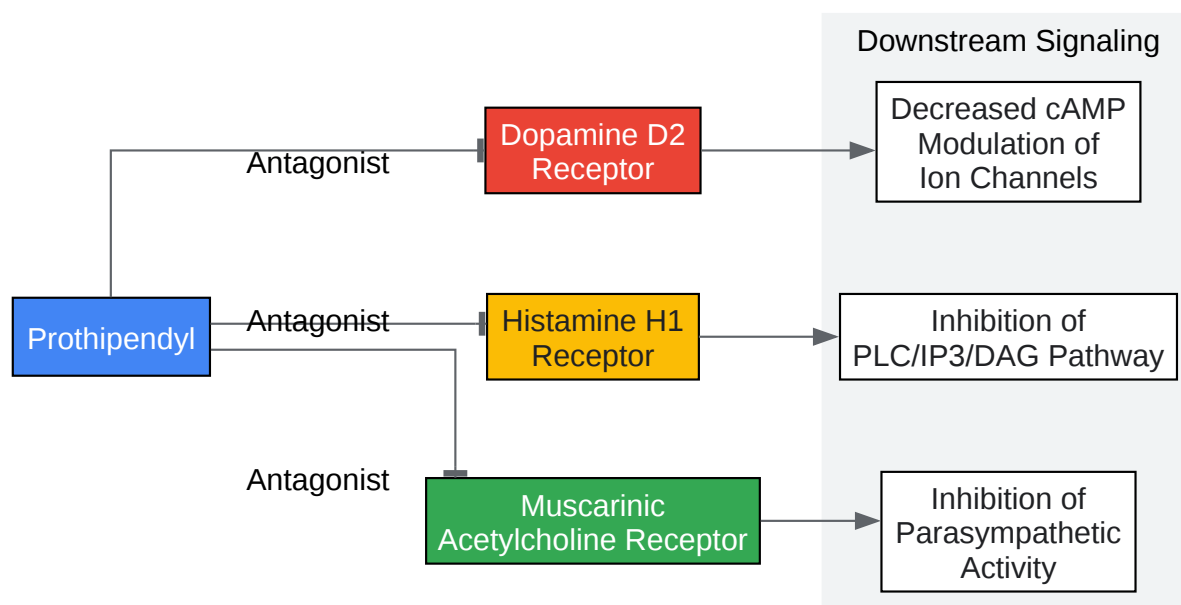 Downstream Signaling
Antagonist
Dopamine D2
Receptor
Decreased cAMP
Modulation of
Ion Channels
Prothipendyl
Antagonist
Histamine H1
Receptor
Inhibition of
PLC/IP3/DAG Pathway
Antagonist
Muscarinic
Acetylcholine Receptor
Inhibition of
Parasympathetic
Activity